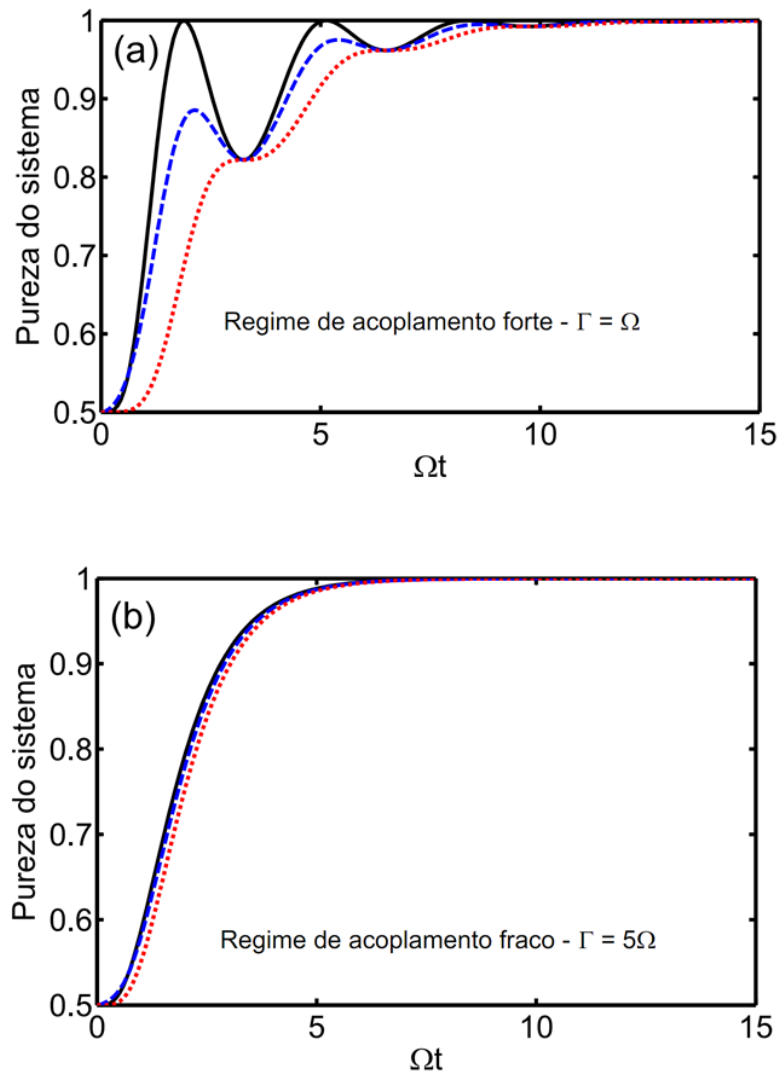 (a)
Pureza do sistema
1
0.9
0.8
0.7
0.6
0.5
Regime de acoplamento forte - Γ = Ω
0
5
10
15
Ωt
(b)
Pureza do sistema
1
0.9
0.8
0.7
0.6
0.5
Regime de acoplamento fraco - Γ = 5Ω
0
5
10
15
Ωt